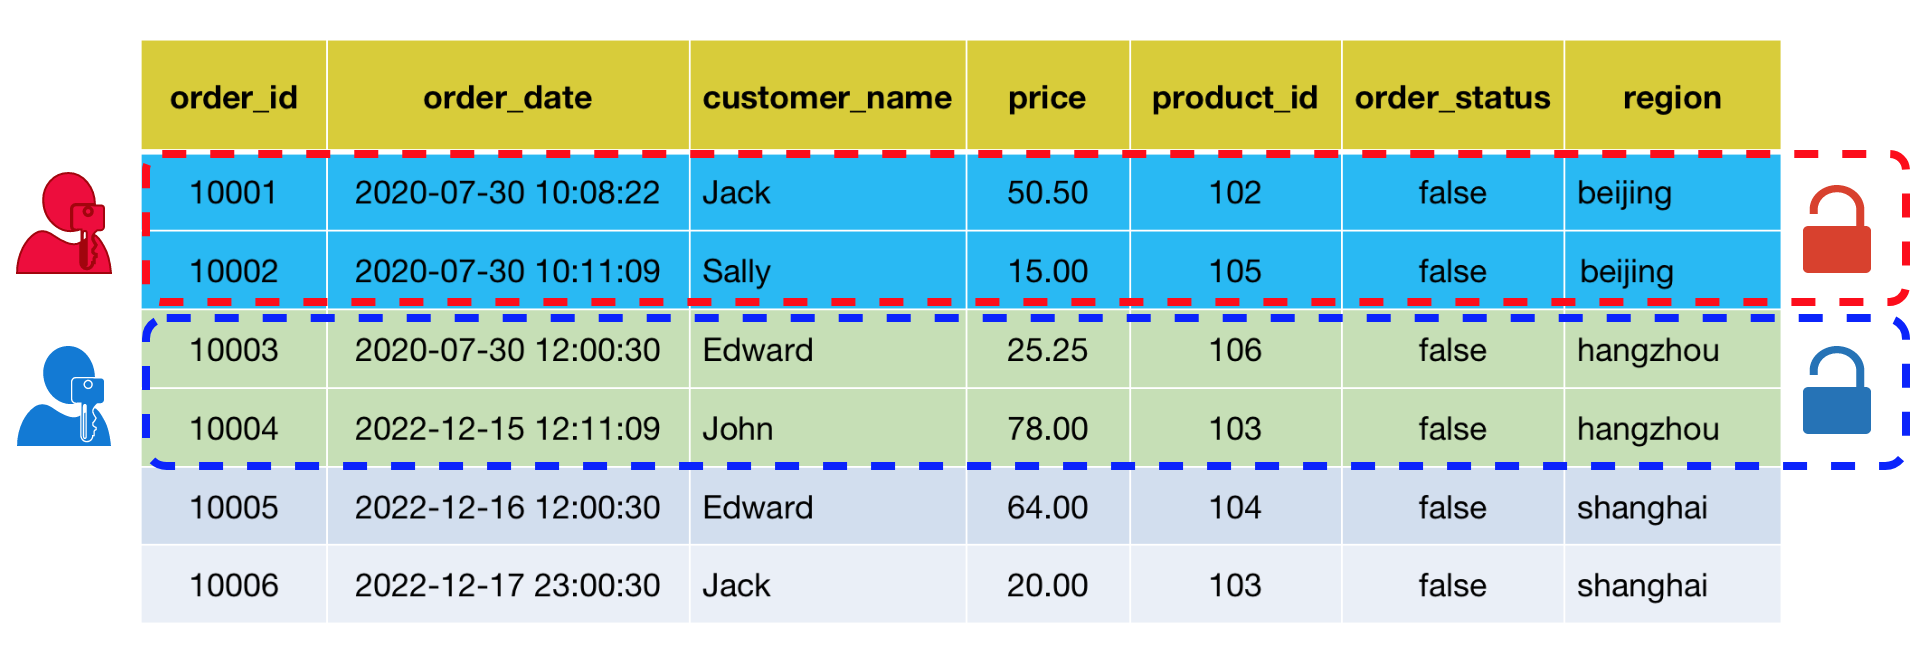 order_id order_date customer_name price product_id order_status region
10001 2020-07-30 10:08:22 Jack 50.50 102 false beijing
10002 2020-07-30 10:11:09 Sally 15.00 105 false beijing
10003 2020-07-30 12:00:30 Edward 25.25 106 false hangzhou
10004 2022-12-15 12:11:09 John 78.00 103 false hangzhou
10005 2022-12-16 12:00:30 Edward 64.00 104 false shanghai
10006 2022-12-17 23:00:30 Jack 20.00 103 false shanghai